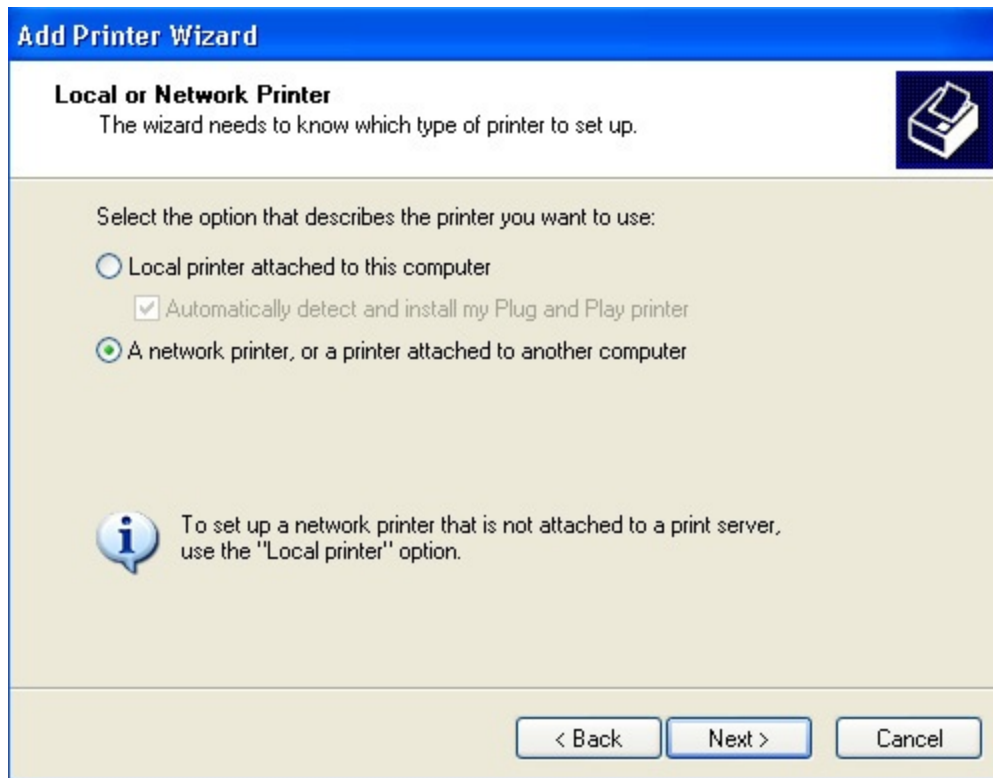 Add Printer Wizard
Local or Network Printer
The wizard needs to know which type of printer to set up.
Select the option that describes the printer you want to use:
Local printer attached to this computer
Automatically detect and install my Plug and Play printer
A network printer, or a printer attached to another computer
To set up a network printer that is not attached to a print server,
use the "Local printer" option.
< Back
Next >
Cancel